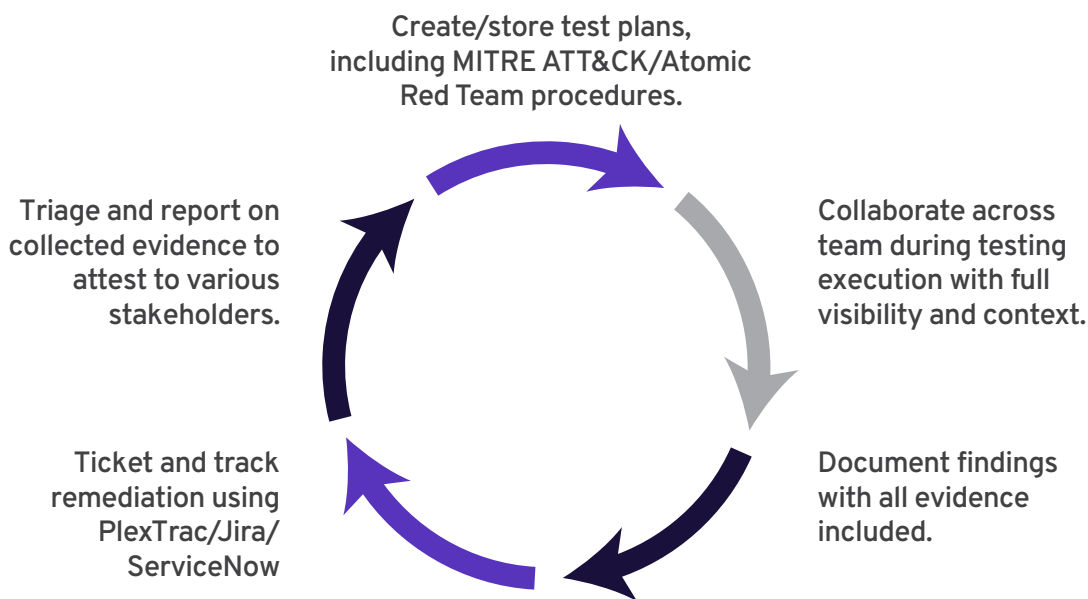 Create/store test plans,
including MITRE ATT&CK/Atomic
Red Team procedures.
Collaborate across
team during testing
execution with full
visibility and context.
Document findings
with all evidence
included.
Ticket and track
remediation using
PlexTrac/Jira/
ServiceNow
Triage and report on
collected evidence to
attest to various
stakeholders.